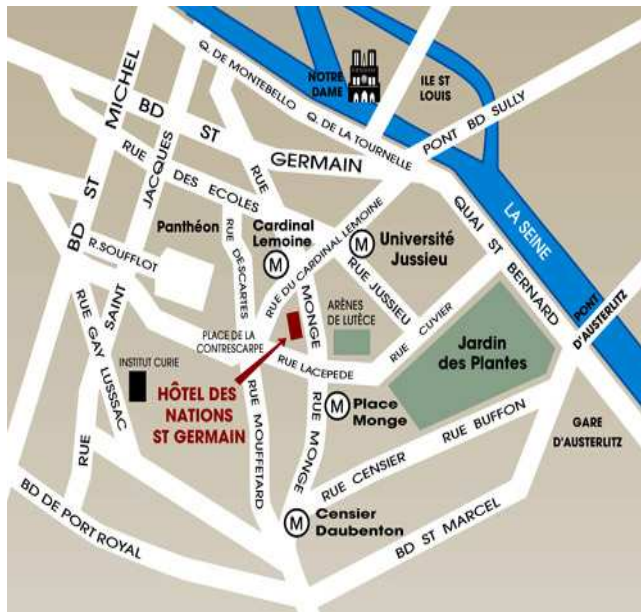 Q. DE MONTEBELLO
NOTRE
DAME
ILE ST
LOUIS
PONT BD SULLY
BD ST MICHEL
BD ST
GERMAIN
Q. DE LA TOURNELLE
RUE SAINT JACQUES
RUE DES ECOLES
RUE
LA SEINE
QUAI ST BERNARD
Panthéon
Cardinal
Lemoine
M
RUE DU CARDINAL LEMOINE
M
Université
Jussieu
R.SOUFFLOT
RUE DESCARTES
MONGE
RUE JUSSIEU
ARÈNES
DE LUTÈCE
RUE CUVIER
PONT
D'AUSTERLITZ
Jardin
des Plantes
PLACE DE LA
CONTRESCARPE
RUE LACEPEDE
RUE GAY LUSSSAC
INSTITUT CURIE
HÔTEL DES
NATIONS
ST GERMAIN
RUE MOUFFETARD
M
Place
Monge
RUE MONGE
RUE CENSIER
RUE BUFFON
GARE
D'AUSTERLITZ
M
Censier
Daubenton
BD ST MARCEL
BD DE PORT ROYAL